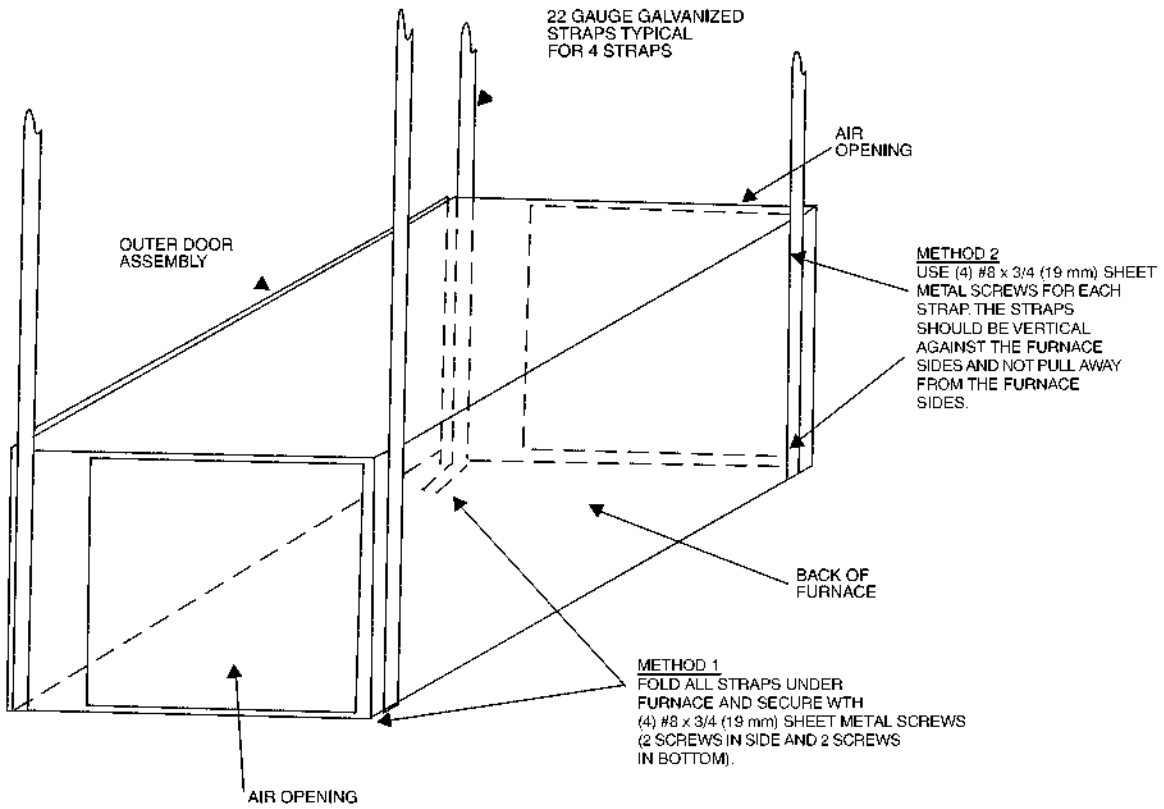 22 GAUGE GALVANIZED
STRAPS TYPICAL
FOR 4 STRAPS
AIR
OPENING
OUTER DOOR
ASSEMBLY
METHOD 2
USE (4) #8 x 3/4 (19 mm) SHEET
METAL SCREWS FOR EACH
STRAP. THE STRAPS
SHOULD BE VERTICAL
AGAINST THE FURNACE
SIDES AND NOT PULL AWAY
FROM THE FURNACE
SIDES.
BACK OF
FURNACE
METHOD 1
FOLD ALL STRAPS UNDER
FURNACE AND SECURE WTH
(4) #8 x 3/4 (19 mm) SHEET METAL SCREWS
(2 SCREWS IN SIDE AND 2 SCREWS
IN BOTTOM).
AIR OPENING